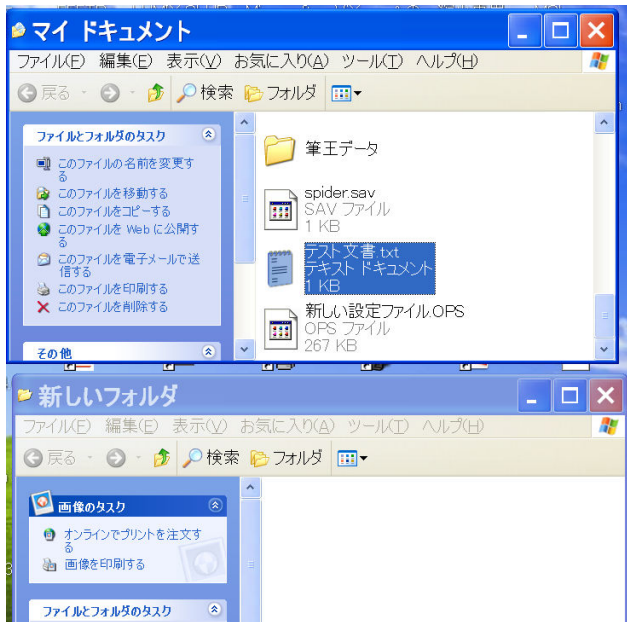 マイ ドキュメント
ファイル(F) 編集(E) 表示(V) お気に入り(A) ツール(T) ヘルプ(H)
戻る 検索 フォルダ
ファイルとフォルダのタスク
このファイルの名前を変更す
る
このファイルを移動する
このファイルをコピーする
このファイルを Web に公開す
る
このファイルを電子メールで送
信する
このファイルを印刷する
このファイルを削除する
その他
筆王データ
spider.sav
SAV ファイル
1 KB
テスト文書.txt
テキスト ドキュメント
1 KB
新しい設定ファイル.OPS
OPS ファイル
267 KB
新しいフォルダ
ファイル(F) 編集(E) 表示(V) お気に入り(A) ツール(T) ヘルプ(H)
戻る 検索 フォルダ
画像のタスク
オンラインでプリントを注文す
る
画像を印刷する
ファイルとフォルダのタスク